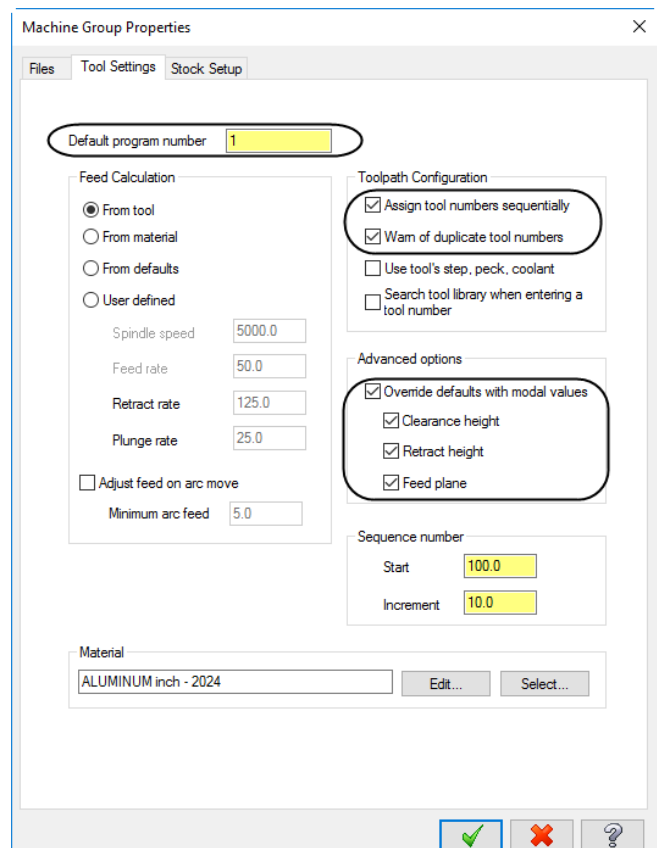 Machine Group Properties
Files Tool Settings Stock Setup
Default program number 1
Feed Calculation
From tool
From material
From defaults
User defined
Spindle speed 5000.0
Feed rate 50.0
Retract rate 125.0
Plunge rate 25.0
Adjust feed on arc move
Minimum arc feed 5.0
Toolpath Configuration
Assign tool numbers sequentially
Warn of duplicate tool numbers
Use tool's step, peck, coolant
Search tool library when entering a
tool number
Advanced options
Override defaults with modal values
Clearance height
Retract height
Feed plane
Sequence number
Start 100.0
Increment 10.0
Material
ALUMINUM inch - 2024 Edit... Select...